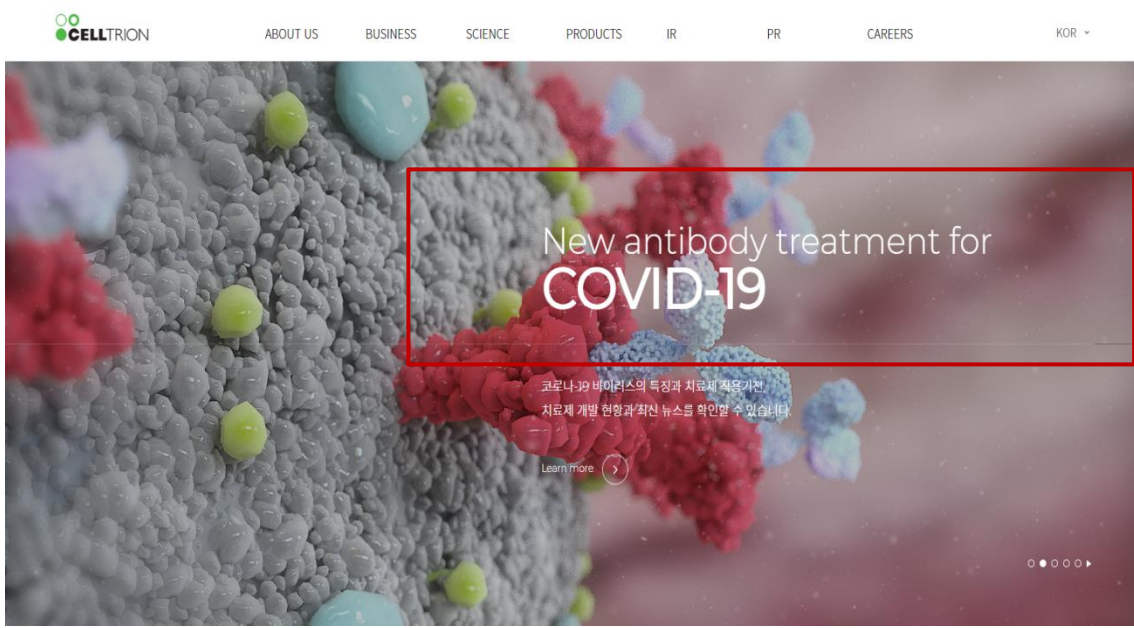 CELLTRION
ABOUT US BUSINESS SCIENCE PRODUCTS IR PR CAREERS KOR
New antibody treatment for
COVID-19
코로나-19 바이러스의 특징과 치료제 작용기전,
치료제 개발 현황과 최신 뉴스를 확인할 수 있습니다.
Learn more